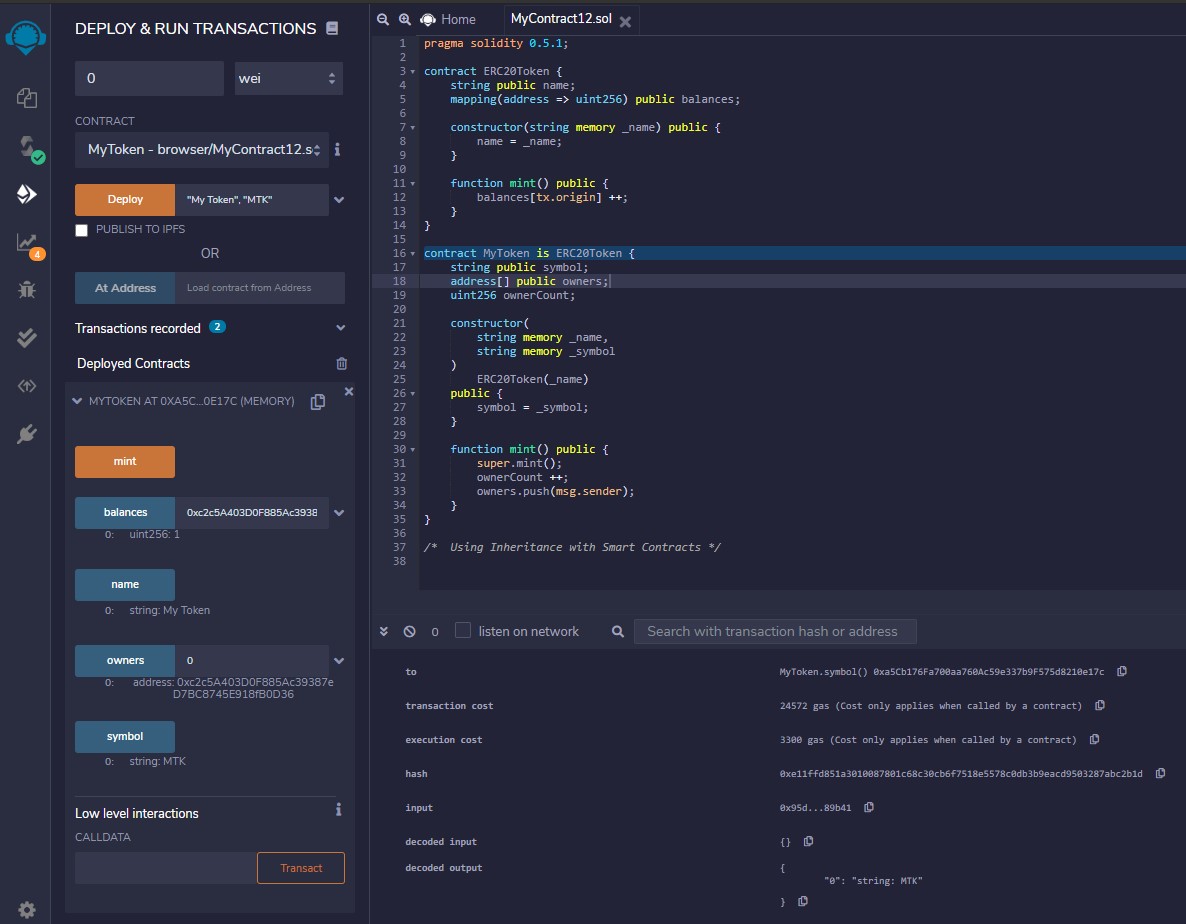 DEPLOY & RUN TRANSACTIONS
0
wei
CONTRACT
MyToken - browser/MyContract12.s
Deploy
"My Token", "MTK"
PUBLISH TO IPFS
OR
At Address
Load contract from Address
Transactions recorded 2
Deployed Contracts
MYTOKEN AT 0XA5C...0E17C (MEMORY)
mint
balances
0xc2c5A403D0F885Ac3938
0: uint256: 1
name
0: string: My Token
owners
0
0: address: 0xc2c5A403D0F885Ac39387e
D7BC8745E918fB0D36
symbol
0: string: MTK
Low level interactions
CALLDATA
Transact
4
Home
MyContract12.sol
1 pragma solidity 0.5.1;
2
3 contract ERC20Token {
4     string public name;
5     mapping(address => uint256) public balances;
6
7     constructor(string memory _name) public {
8         name = _name;
9     }
10
11     function mint() public {
12         balances[tx.origin] ++;
13     }
14 }
15
16 contract MyToken is ERC20Token {
17     string public symbol;
18     address[] public owners;
19     uint256 ownerCount;
20
21     constructor(
22         string memory _name,
23         string memory _symbol
24     )
25         ERC20Token(_name)
26     public {
27         symbol = _symbol;
28     }
29
30     function mint() public {
31         super.mint();
32         ownerCount ++;
33         owners.push(msg.sender);
34     }
35 }
36
37 /*  Using Inheritance with Smart Contracts */
38
0
listen on network
Search with transaction hash or address
to MyToken.symbol() 0xa5Cb176Fa700aa760Ac59e337b9F575d8210e17c
transaction cost 24572 gas (Cost only applies when called by a contract)
execution cost 3300 gas (Cost only applies when called by a contract)
hash 0xe11ffd851a3010087801c68c30cb6f7518e5578c0db3b9eacd9503287abc2b1d
input 0x95d...89b41
decoded input {}
decoded output {
"0": "string: MTK"
}